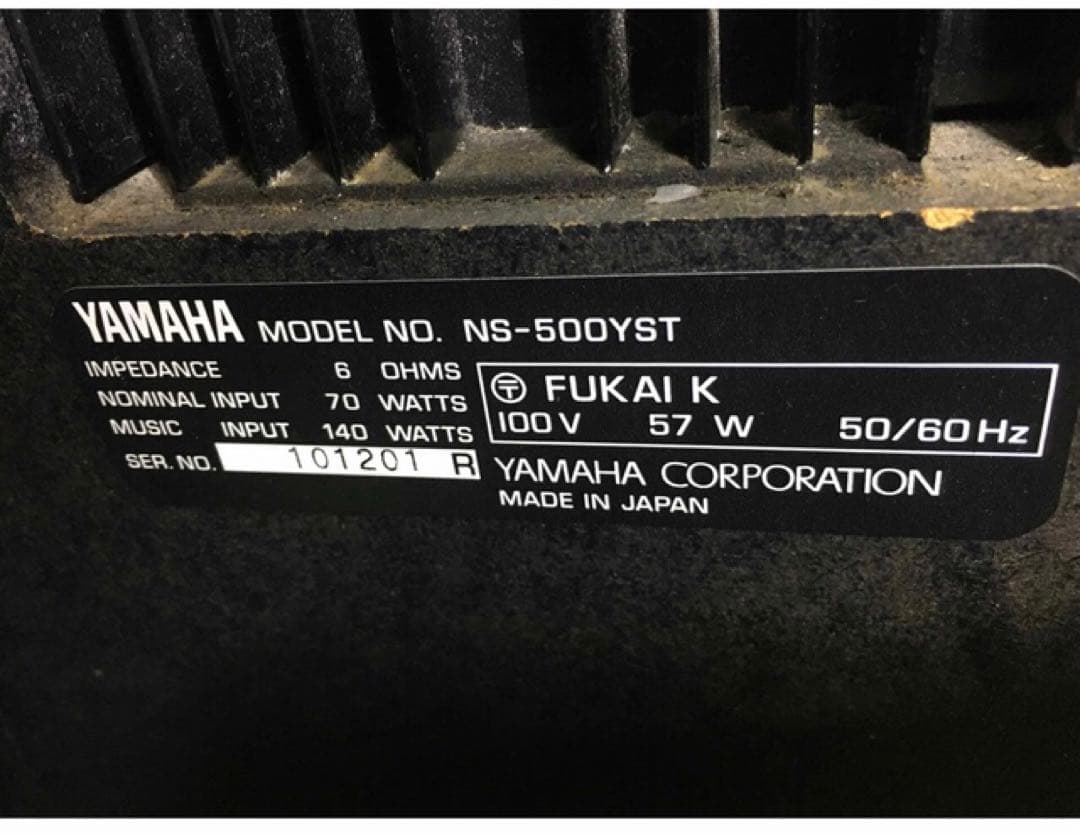 YAMAHA MODEL NO. NS-500YST
IMPEDANCE 6 OHMS
NOMINAL INPUT 70 WATTS
MUSIC INPUT 140 WATTS
SER. NO. 101201 R
〒 FUKAI K
100V 57 W 50/60Hz
YAMAHA CORPORATION
MADE IN JAPAN